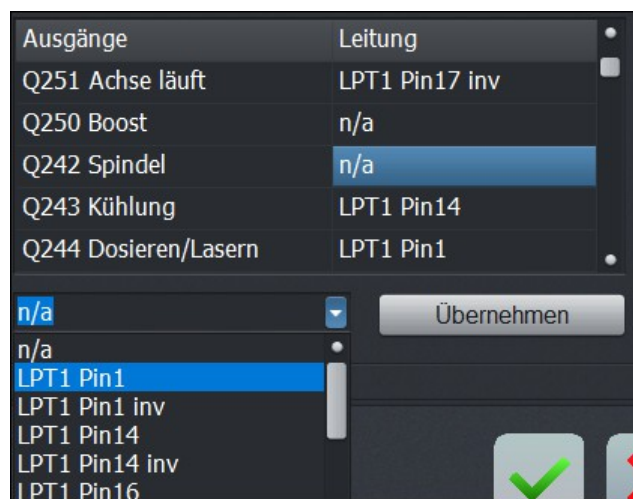 Ausgänge Leitung
Q251 Achse läuft LPT1 Pin17 inv
Q250 Boost n/a
Q242 Spindel n/a
Q243 Kühlung LPT1 Pin14
Q244 Dosieren/Lasern LPT1 Pin1
n/a Übernehmen
n/a
LPT1 Pin1
LPT1 Pin1 inv
LPT1 Pin14
LPT1 Pin14 inv
LPT1 Pin16